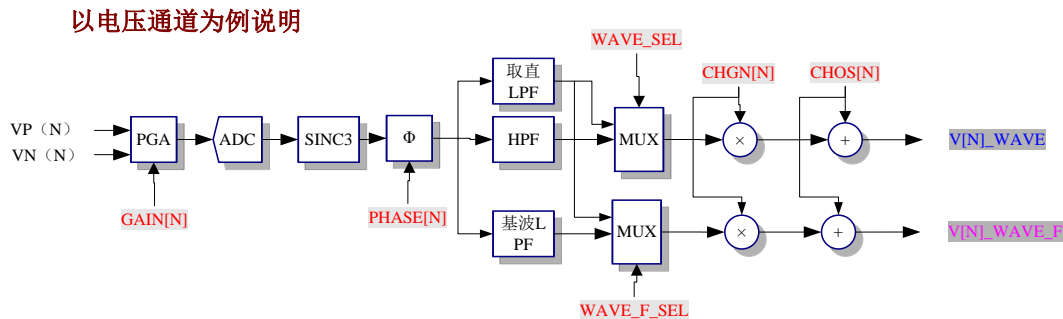 以电压通道为例说明
WAVE_SEL
CHGN[N]
CHOS[N]
取直
LPF
VP（N）
VN（N）
PGA
ADC
SINC3
Φ
HPF
MUX
×
+
V[N]_WAVE
GAIN[N]
PHASE[N]
基波L
PF
MUX
×
+
V[N]_WAVE_F
WAVE_F_SEL